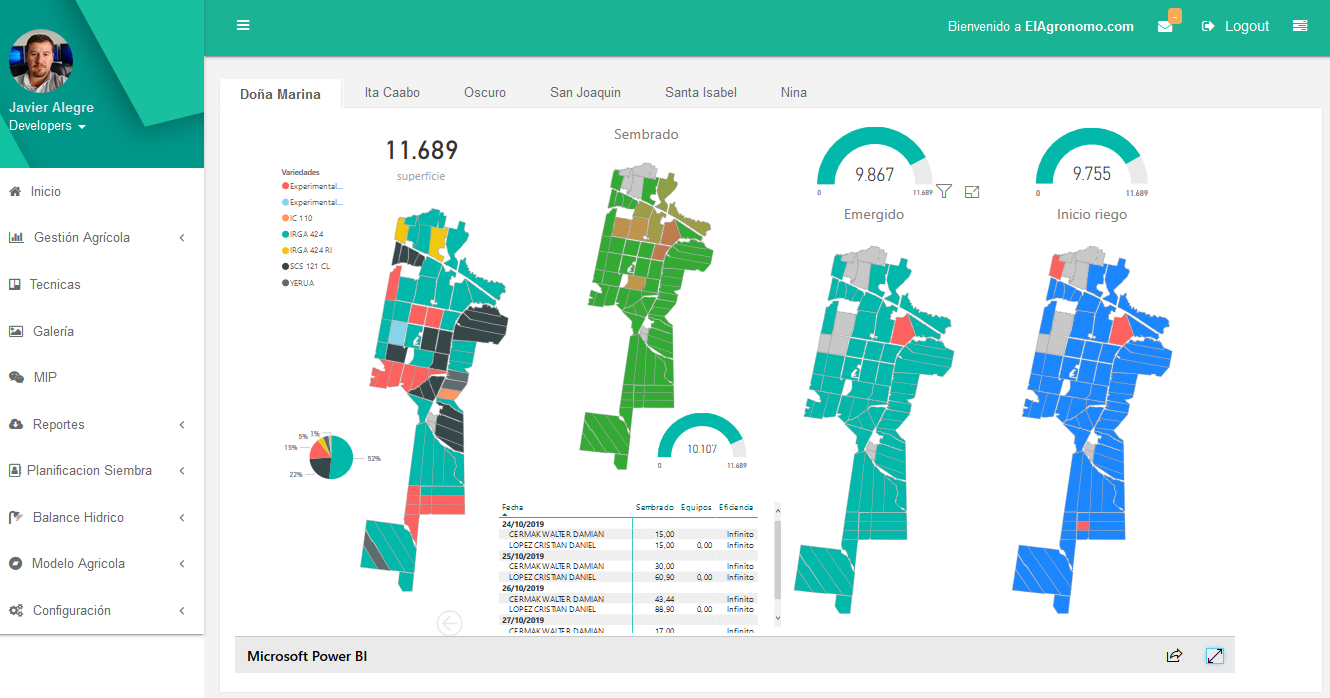 Javier Alegre
Developers
Inicio
Gestión Agrícola
Tecnicas
Galería
MIP
Reportes
Planificacion Siembra
Balance Hidrico
Modelo Agricola
Configuración
Bienvenido a ElAgronomo.com
Logout
Doña Marina
Ita Caabo
Oscuro
San Joaquin
Santa Isabel
Nina
11.689
superficie
Variedades
Experimental...
Experimental...
IC 110
IRGA 424
IRGA 424 RI
SCS 121 CL
YERUA
5%
1%
15%
22%
52%
Sembrado
10.107
0
11.689
Fecha Sembrado Equipos Eficiencia
24/10/2019
CERMAK WALTER DAMIAN 15,00 Infinito
LOPEZ CRISTIAN DANIEL 15,00 0,00 Infinito
25/10/2019
CERMAK WALTER DAMIAN 30,00 Infinito
LOPEZ CRISTIAN DANIEL 60,90 0,00 Infinito
26/10/2019
CERMAK WALTER DAMIAN 43,44 Infinito
LOPEZ CRISTIAN DANIEL 88,90 0,00 Infinito
27/10/2019
CERMAK WALTER DAMIAN 17,00 Infinito
9.867
0
11.689
Emergido
9.755
0
11.689
Inicio riego
Microsoft Power BI